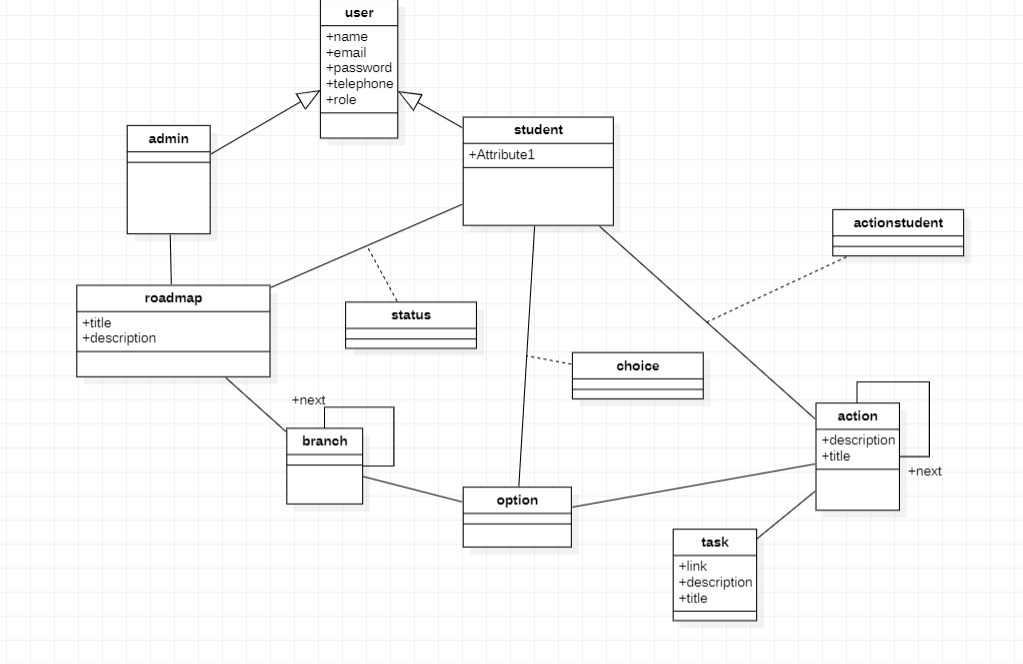 user
+name
+email
+password
+telephone
+role
admin
student
+Attribute1
actionstudent
roadmap
+title
+description
status
choice
+next
branch
action
+description
+title
+next
option
task
+link
+description
+title